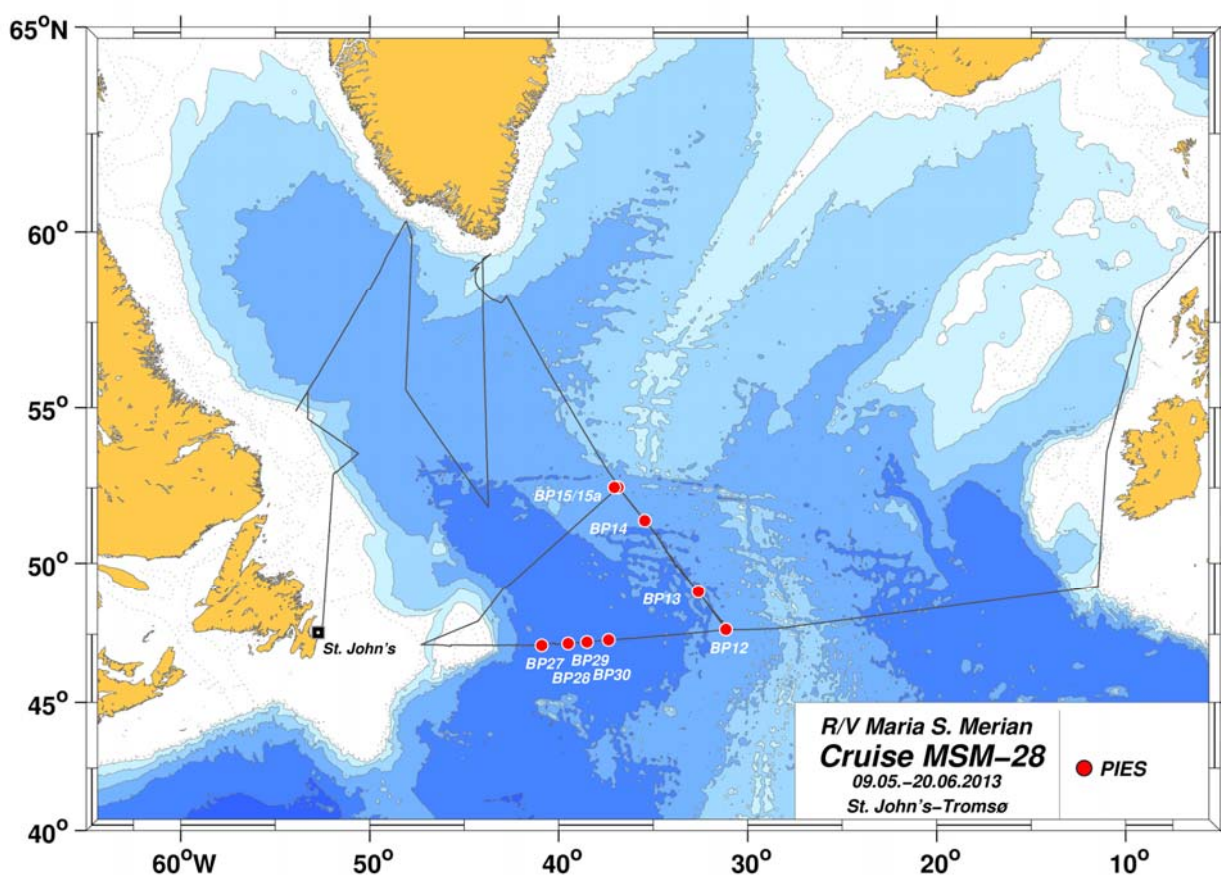 65°N
60°
55°
50°
45°
40°
60°W
50°
40°
30°
20°
10°
BP15/15a
BP14
BP13
BP12
BP27
BP28
BP29
BP30
St. John's
R/V Maria S. Merian
Cruise MSM–28
09.05.–20.06.2013
St. John's–Tromsø
PIES